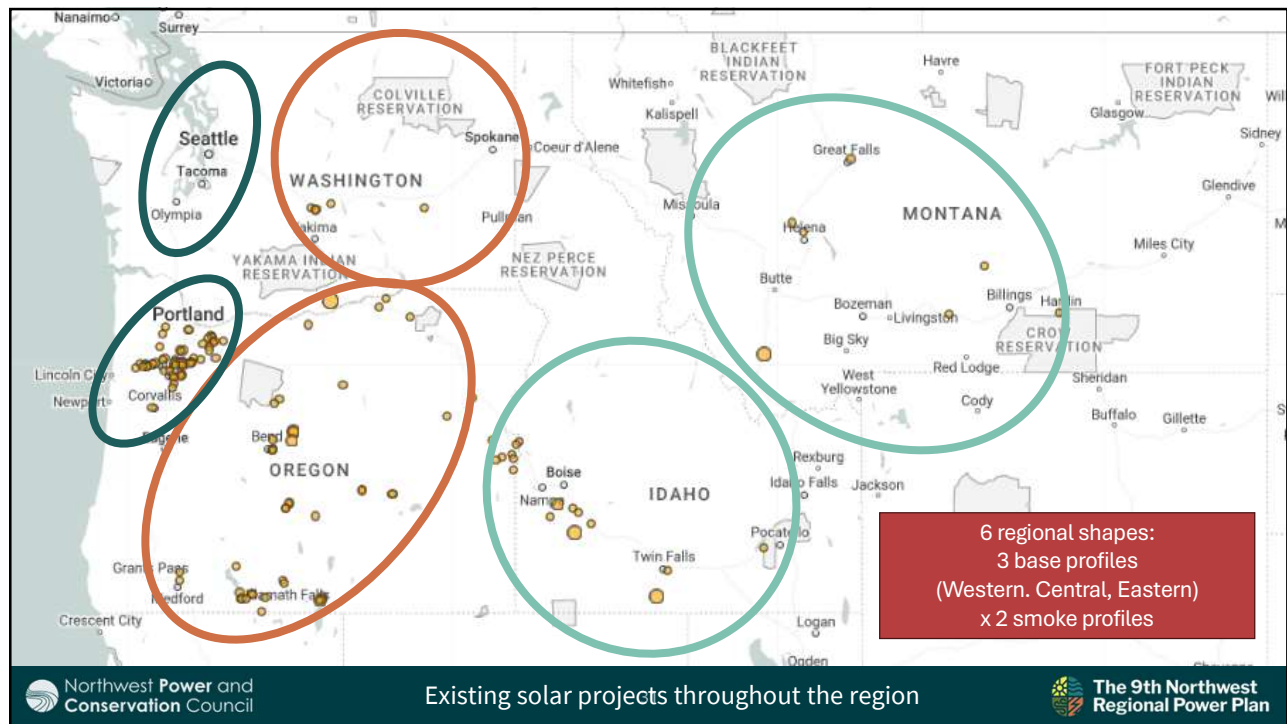 Nanaimo
Surrey
Victoria
Seattle
Tacoma
Olympia
COLVILLE
RESERVATION
Spokane
Coeur d'Alene
WASHINGTON
Pullman
YAKAMA INDIAN
RESERVATION
NEZ PERCE
RESERVATION
Portland
Lincoln City
Newport
Corvallis
Eugene
Bend
OREGON
Grants Pass
Medford
Klamath Falls
Crescent City
BLACKFEET
INDIAN
RESERVATION
Whitefish
Kalispell
Havre
FORT PECK
INDIAN
RESERVATION
Glasgow
Sidney
Glendive
Great Falls
Missoula
MONTANA
Helena
Miles City
Butte
Bozeman
Livingston
Billings
Hardin
CROW
RESERVATION
Big Sky
West
Yellowstone
Red Lodge
Cody
Sheridan
Buffalo
Gillette
Boise
Nampa
IDAHO
Rexburg
Idaho Falls
Jackson
Pocatello
Twin Falls
Logan
Ogden
6 regional shapes:
3 base profiles
(Western. Central, Eastern)
x 2 smoke profiles
Northwest Power and
Conservation Council
Existing solar projects throughout the region
The 9th Northwest
Regional Power Plan